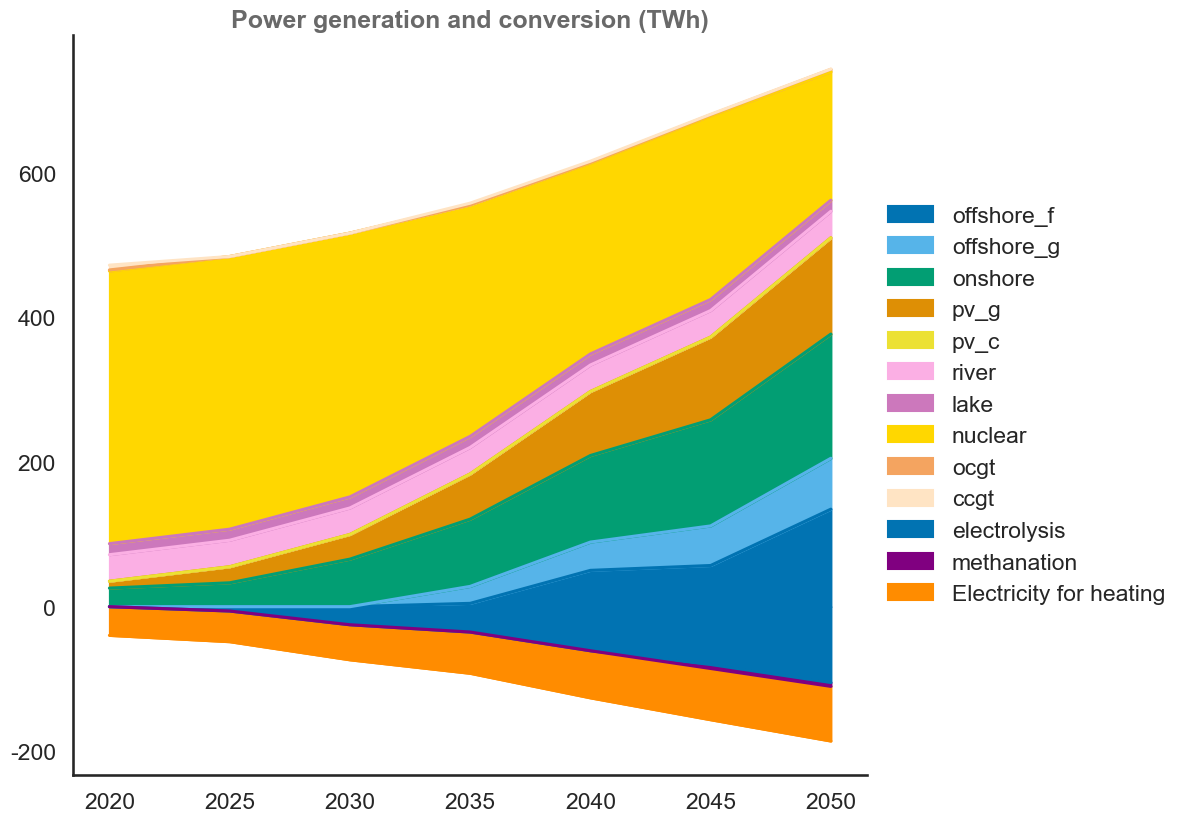 Power generation and conversion (TWh)
600
400
200
0
-200
2020 2025 2030 2035 2040 2045 2050
offshore_f
offshore_g
onshore
pv_g
pv_c
river
lake
nuclear
ocgt
ccgt
electrolysis
methanation
Electricity for heating